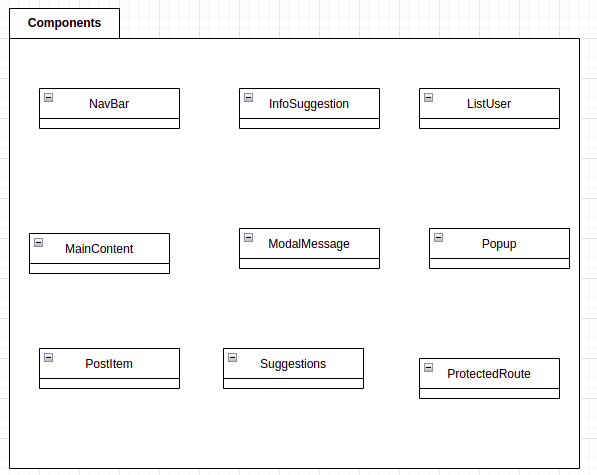 Components
NavBar
InfoSuggestion
ListUser
MainContent
ModalMessage
Popup
PostItem
Suggestions
ProtectedRoute